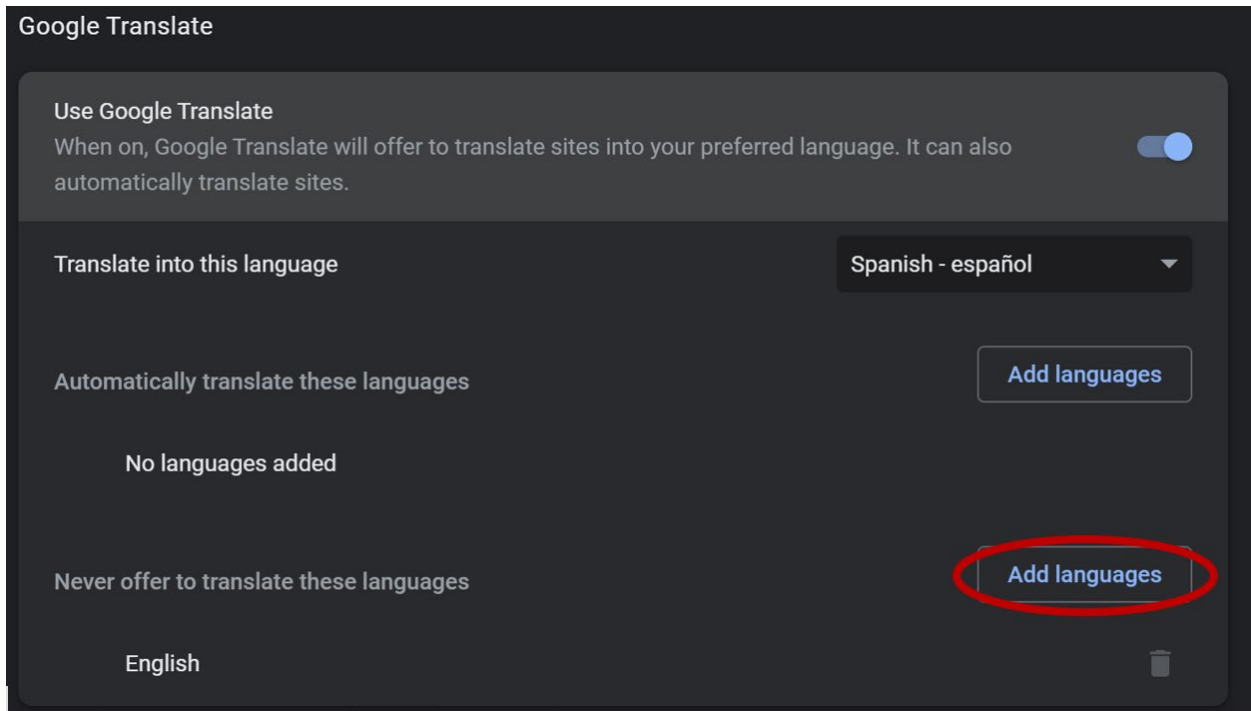 Google Translate
Use Google Translate
When on, Google Translate will offer to translate sites into your preferred language. It can also
automatically translate sites.
Translate into this language
Spanish - español
Automatically translate these languages
Add languages
No languages added
Never offer to translate these languages
Add languages
English